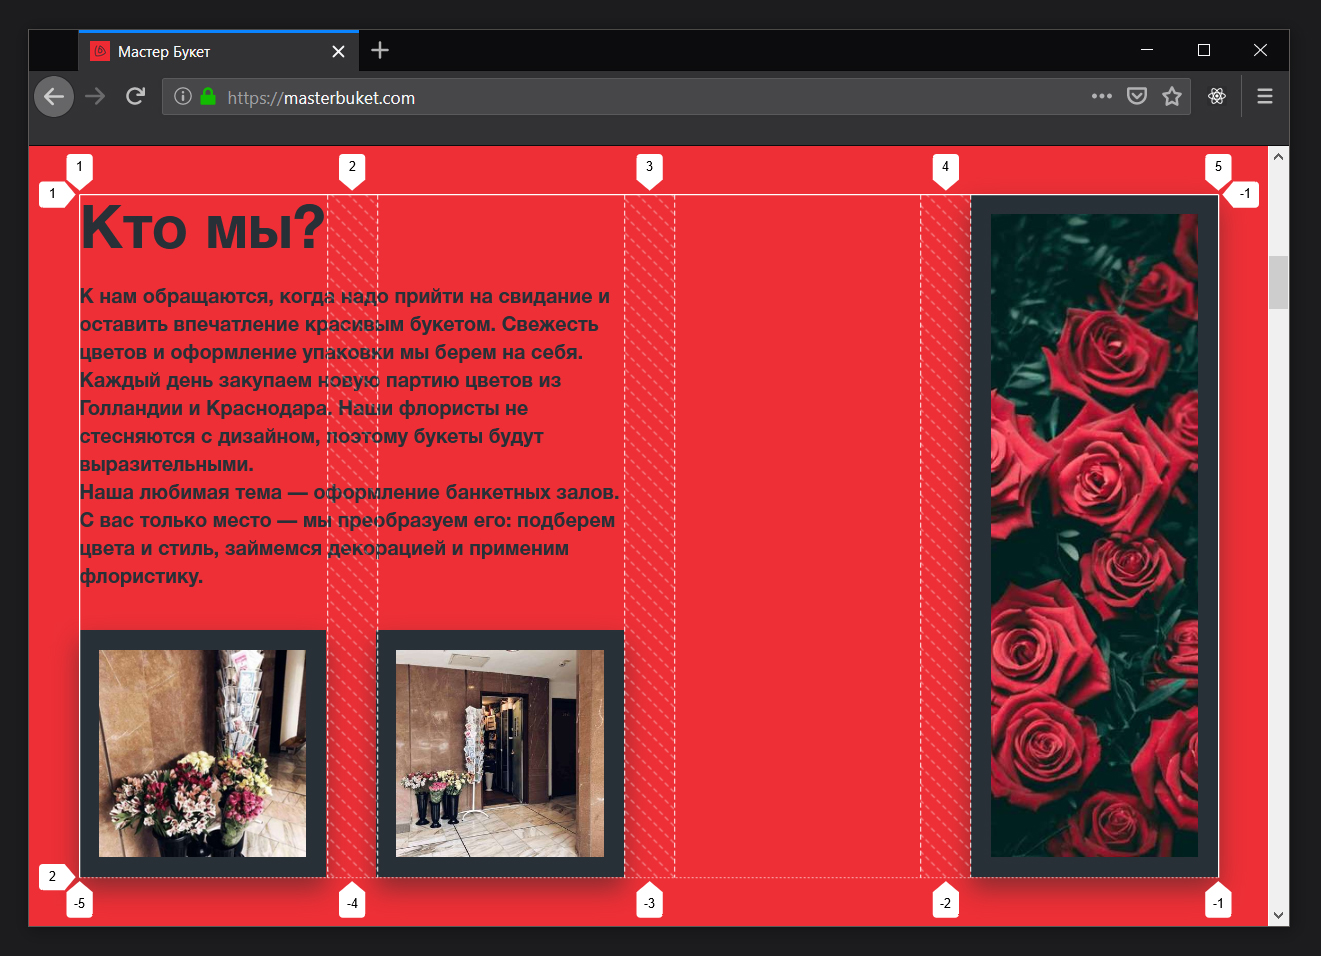 Мастер Букет
https://masterbuket.com
1
2
3
4
5
1
-1
Кто мы?
К нам обращаются, когда надо прийти на свидание и
оставить впечатление красивым букетом. Свежесть
цветов и оформление упаковки мы берем на себя.
Каждый день закупаем новую партию цветов из
Голландии и Краснодара. Наши флористы не
стесняются с дизайном, поэтому букеты будут
выразительными.
Наша любимая тема — оформление банкетных залов.
С вас только место — мы преобразуем его: подберем
цвета и стиль, займемся декорацией и применим
флористику.
2
-5
-4
-3
-2
-1